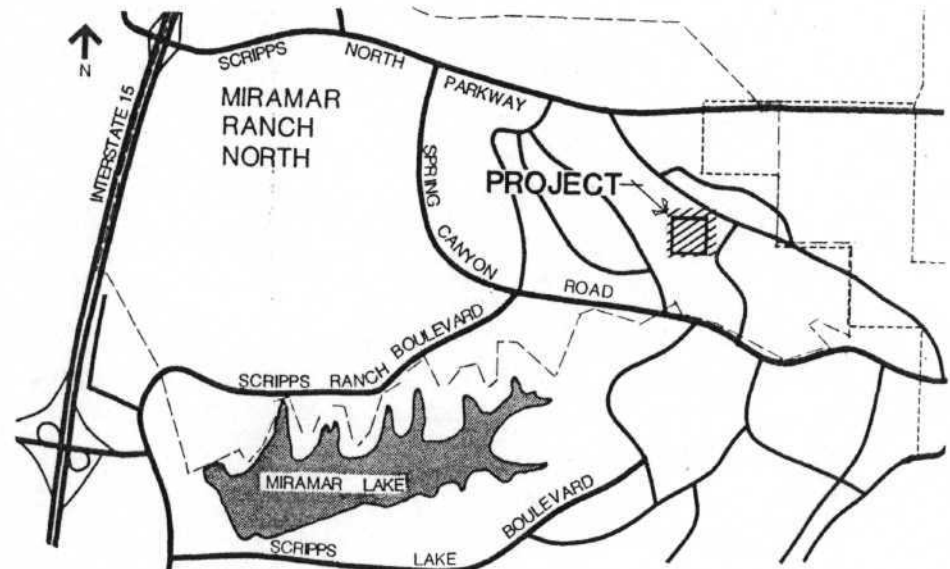 N
INTERSTATE 15
SCRIPPS NORTH PARKWAY
MIRAMAR
RANCH
NORTH
SPRING CANYON ROAD
PROJECT
SCRIPPS RANCH BOULEVARD
MIRAMAR LAKE
SCRIPPS LAKE BOULEVARD